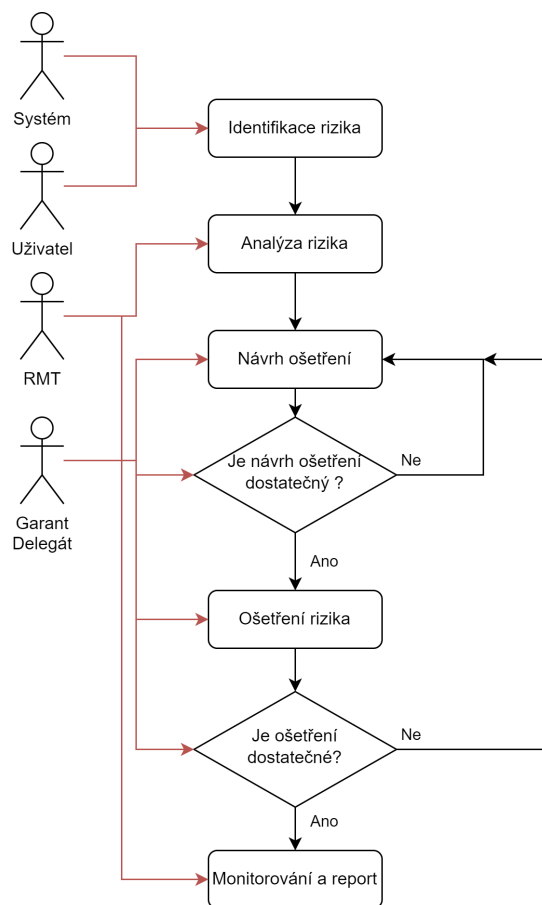 Systém
Identifikace rizika
Uživatel
Analýza rizika
RMT
Návrh ošetření
Je návrh ošetření
dostatečný ?
Ne
Garant
Delegát
Ano
Ošetření rizika
Je ošetření
dostatečné?
Ne
Ano
Monitorování a report